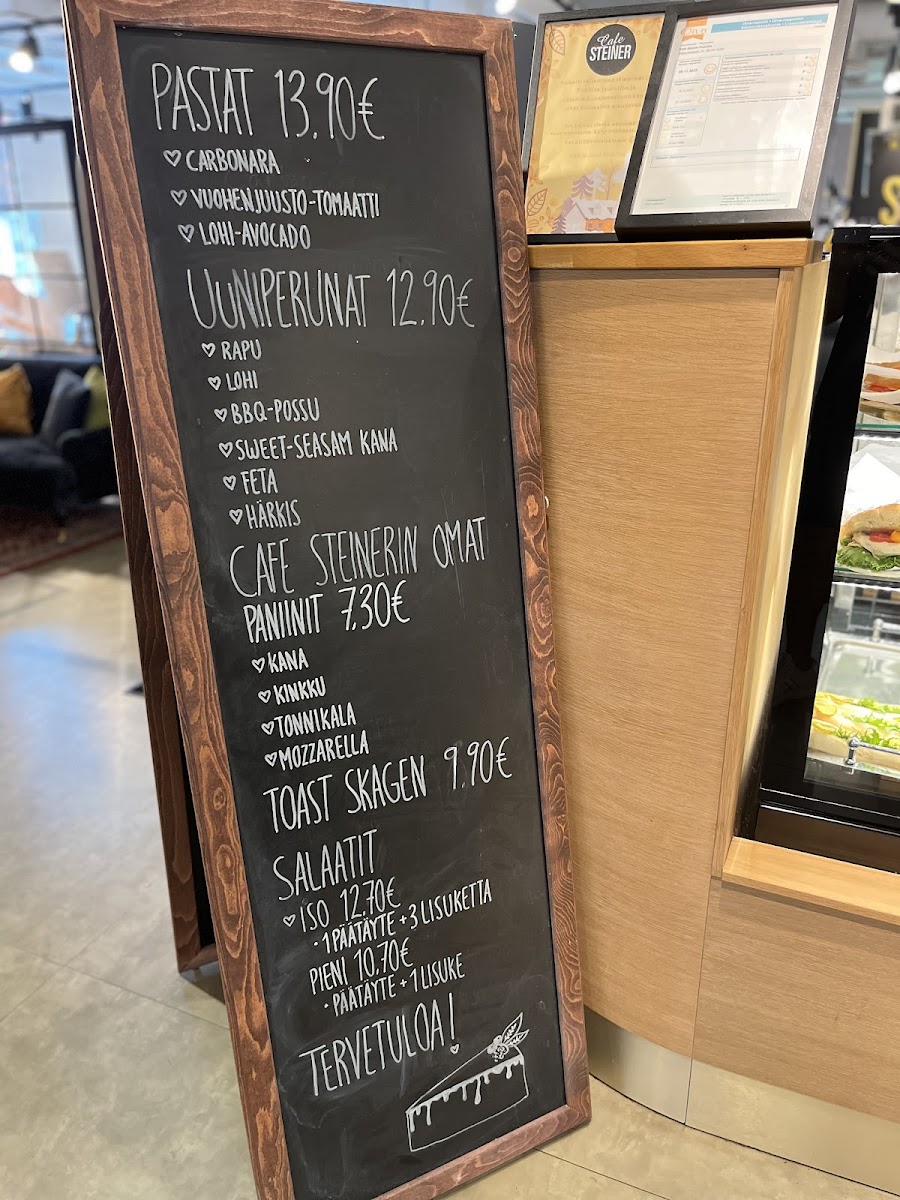 PASTAT 13,90€
CARBONARA
VUOHENJUUSTO-TOMAATTI
LOHI-AVOCADO
UUNIPERUNAT 12,90€
RAPU
LOHI
BBQ-POSSU
SWEET-SEASAM KANA
FETA
HÄRKIS
CAFE STEINERIN OMAT
PANIINIT 7,30€
KANA
KINKKU
TONNIKALA
MOZZARELLA
TOAST SKAGEN 9,90€
SALAATIT
ISO 12,70€
• 1 PÄÄTÄYTE + 3 LISUKETTA
PIENI 10,70€
• PÄÄTÄYTE + 1 LISUKE
TERVETULOA!
Cafe
STEINER